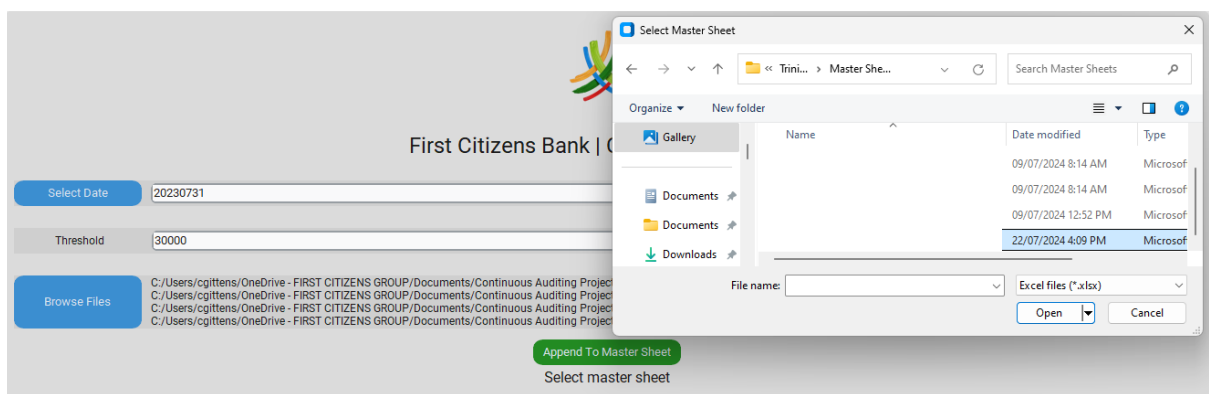 Select Master Sheet
« Trini... > Master She...
Search Master Sheets
Organize
New folder
Gallery
Name
Date modified
Type
Documents
Documents
Downloads
09/07/2024 8:14 AM Microsof
09/07/2024 8:14 AM Microsof
09/07/2024 12:52 PM Microsof
22/07/2024 4:09 PM Microsof
File name:
Excel files (*.xlsx)
Open
Cancel
First Citizens Bank |
Select Date
20230731
Threshold
30000
Browse Files
C:/Users/cgittens/OneDrive - FIRST CITIZENS GROUP/Documents/Continuous Auditing Projec
C:/Users/cgittens/OneDrive - FIRST CITIZENS GROUP/Documents/Continuous Auditing Projec
C:/Users/cgittens/OneDrive - FIRST CITIZENS GROUP/Documents/Continuous Auditing Projec
C:/Users/cgittens/OneDrive - FIRST CITIZENS GROUP/Documents/Continuous Auditing Projec
Append To Master Sheet
Select master sheet